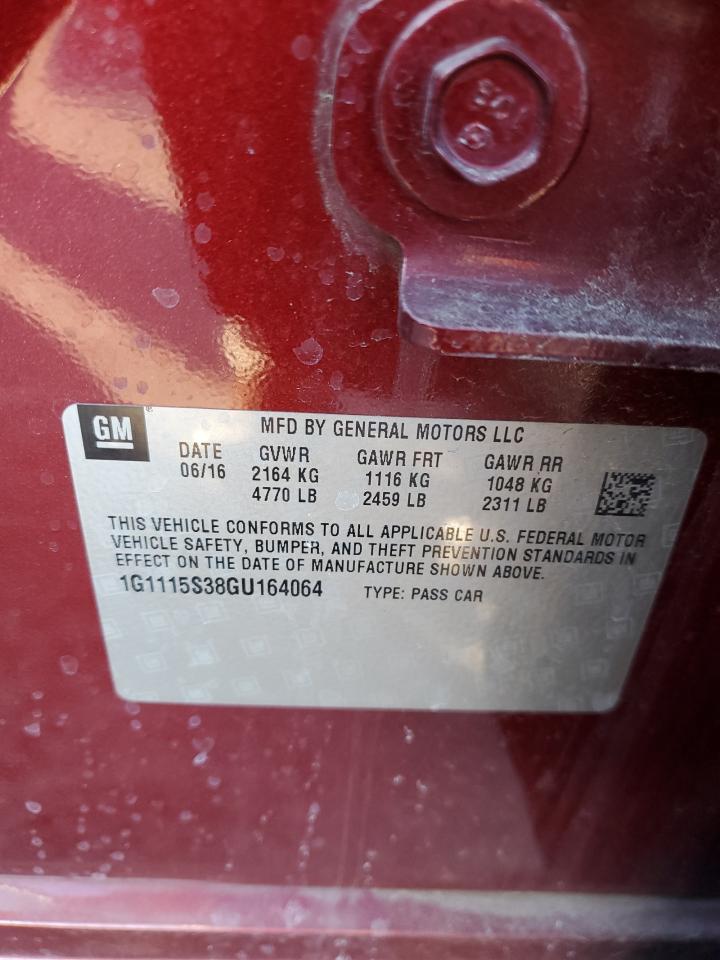 GM
MFD BY GENERAL MOTORS LLC
DATE GVWR GAWR FRT GAWR RR
06/16 2164 KG 1116 KG 1048 KG
4770 LB 2459 LB 2311 LB
THIS VEHICLE CONFORMS TO ALL APPLICABLE U.S. FEDERAL MOTOR
VEHICLE SAFETY, BUMPER, AND THEFT PREVENTION STANDARDS IN
EFFECT ON THE DATE OF MANUFACTURE SHOWN ABOVE.
1G1115S38GU164064 TYPE: PASS CAR